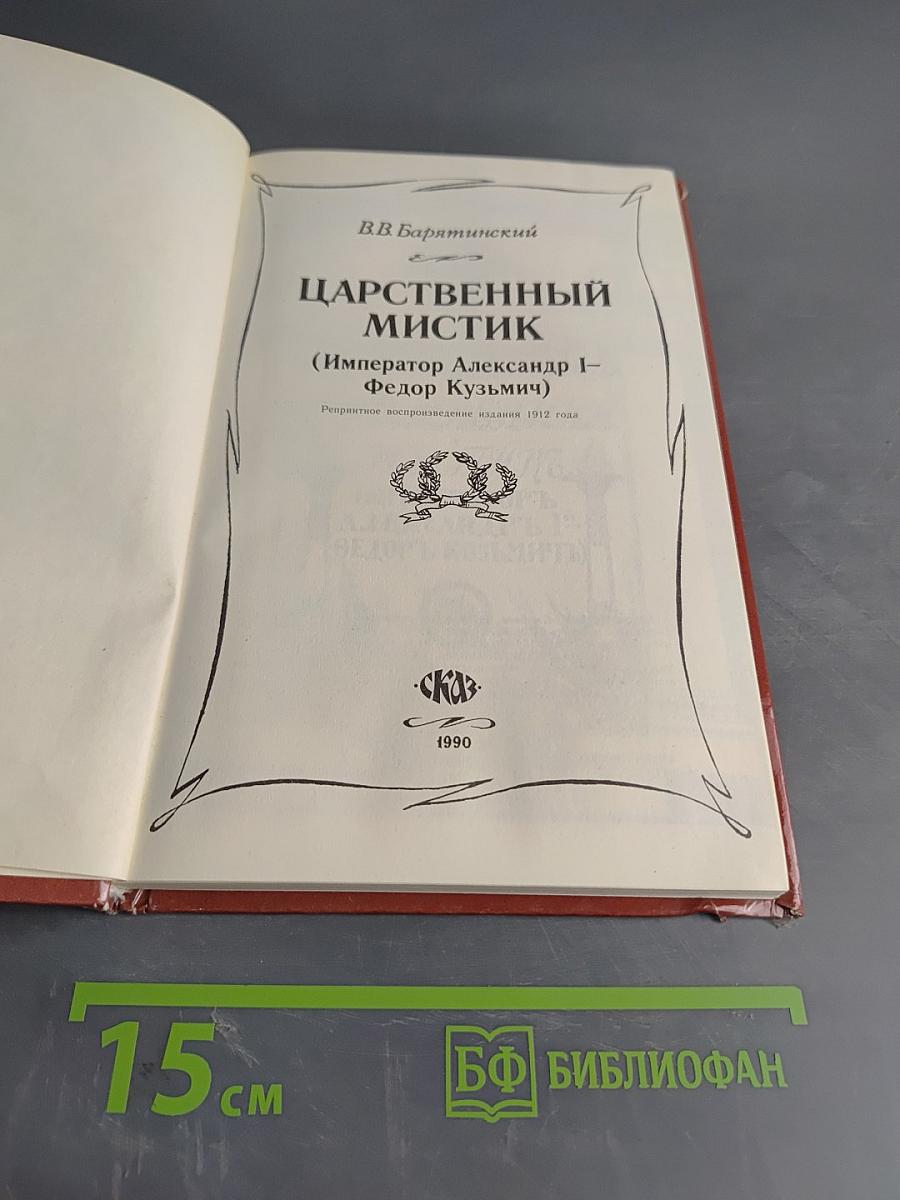 В.В.Барятинский
ЦАРСТВЕННЫЙ
МИСТИК
(Император Александр I—
Федор Кузьмич)
Репринтное воспроизведение издания 1912 года
·СКАЗ·
1990
15 см
БФ БИБЛИОФАН